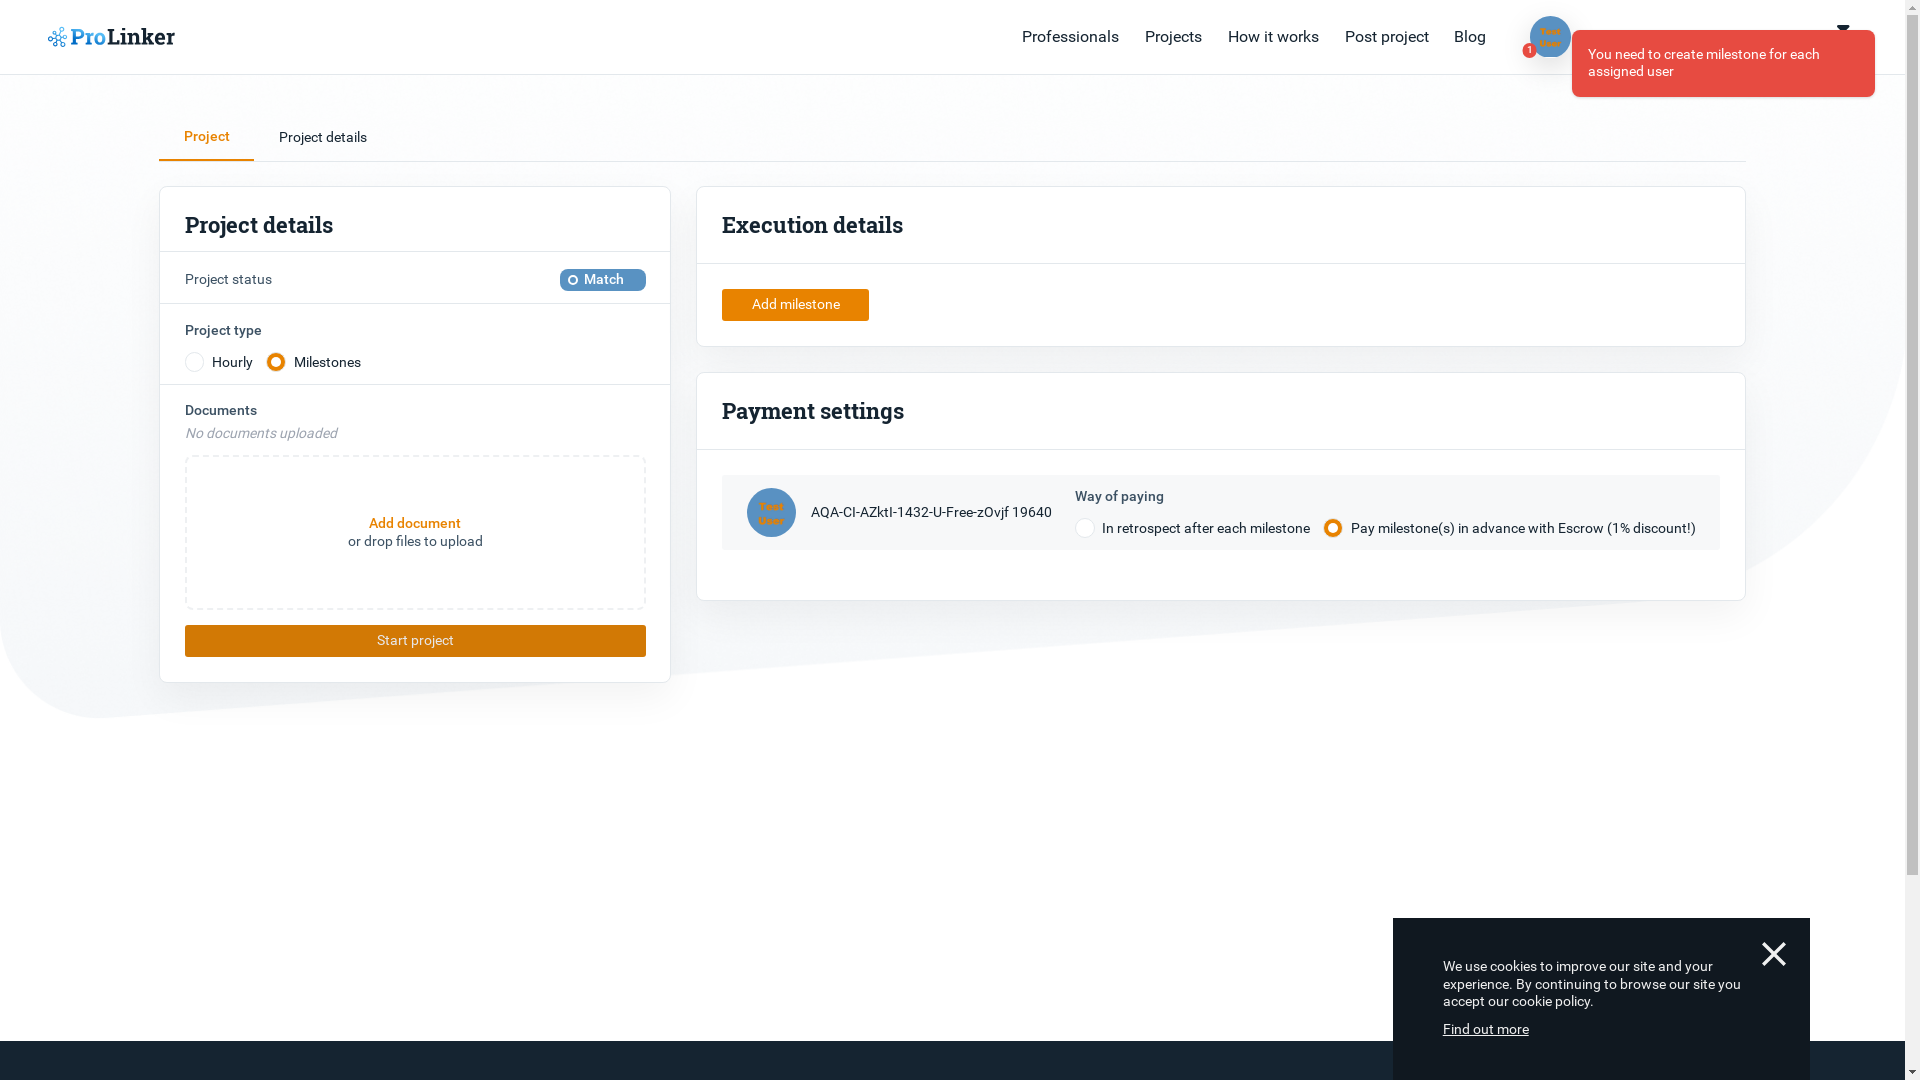 ProLinker
Professionals
Projects
How it works
Post project
Blog
Test
User
1
You need to create milestone for each
assigned user
Project
Project details
Project details
Project status
Match
Project type
Hourly
Milestones
Documents
No documents uploaded
Add document
or drop files to upload
Start project
Execution details
Add milestone
Payment settings
Test
User
AQA-CI-AZktI-1432-U-Free-zOvjf 19640
Way of paying
In retrospect after each milestone
Pay milestone(s) in advance with Escrow (1% discount!)
We use cookies to improve our site and your
experience. By continuing to browse our site you
accept our cookie policy.
Find out more